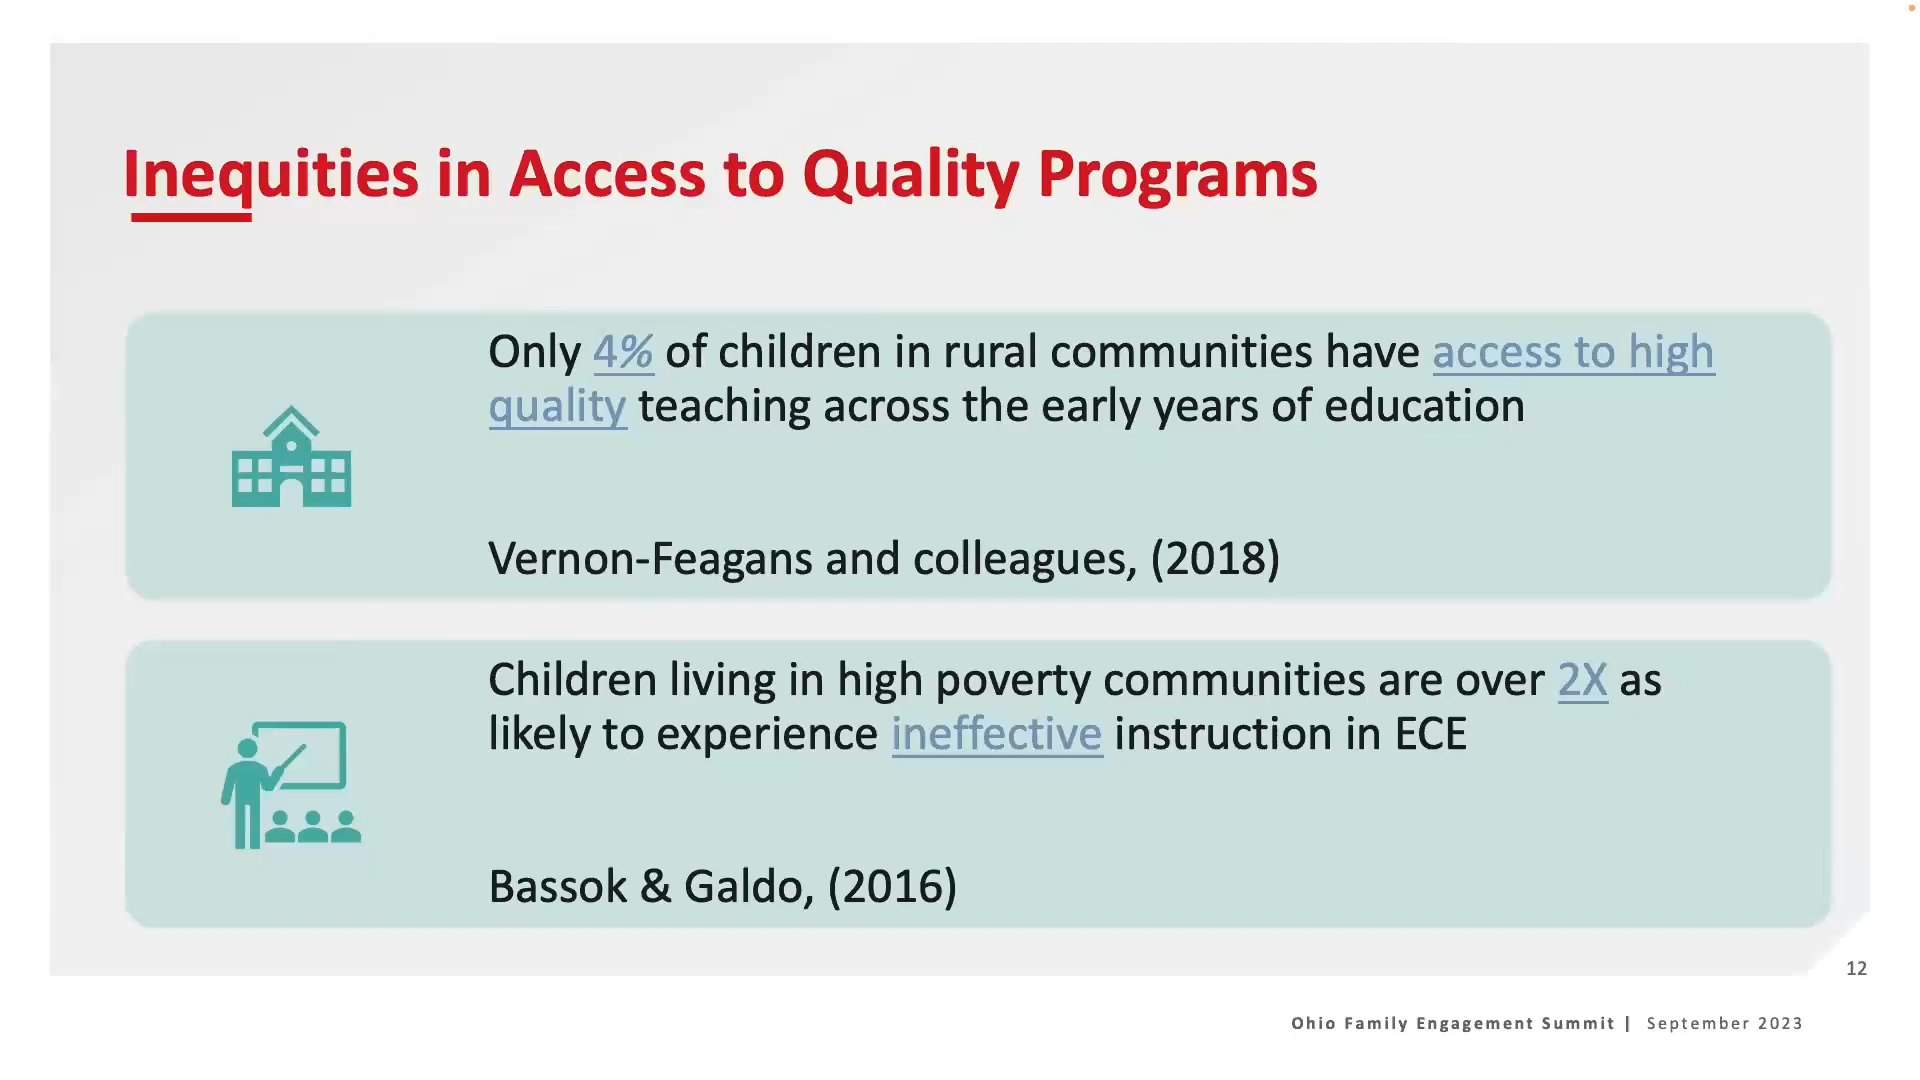 Inequities in Access to Quality Programs
Only 4% of children in rural communities have access to high
quality teaching across the early years of education
Vernon-Feagans and colleagues, (2018)
Children living in high poverty communities are over 2X as
likely to experience ineffective instruction in ECE
Bassok & Galdo, (2016)
12
Ohio Family Engagement Summit | September 2023